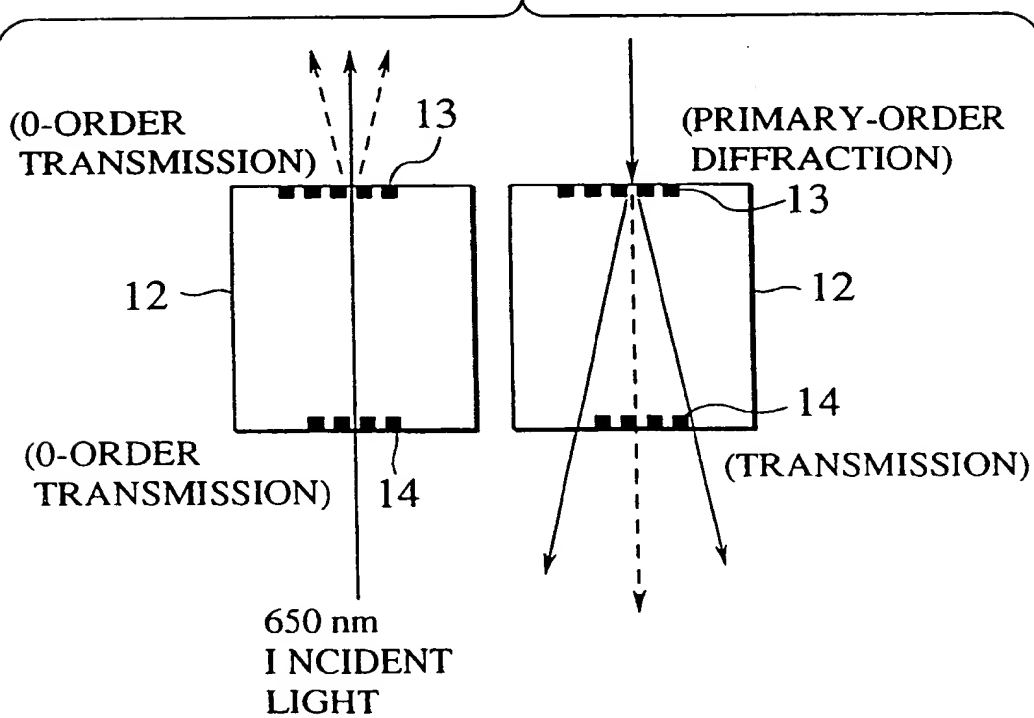 (0-ORDER
TRANSMISSION)
13
12
(0-ORDER
TRANSMISSION)
14
650 nm
I NCIDENT
LIGHT
(PRIMARY-ORDER
DIFFRACTION)
13
12
14
(TRANSMISSION)